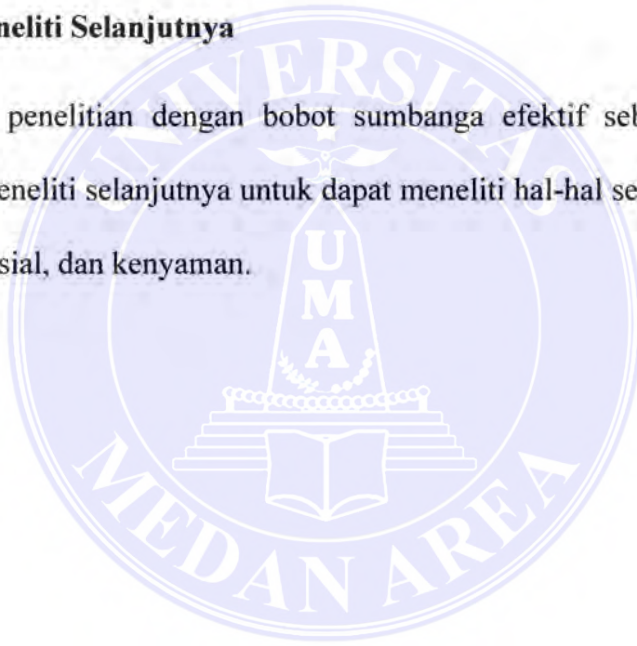 neliti Selanjutnya
penelitian dengan bobot sumbanga efektif seb
eneliti selanjutnya untuk dapat meneliti hal-hal se
sial, dan kenyaman.
UNIVERSITAS
UMA
MEDAN AREA